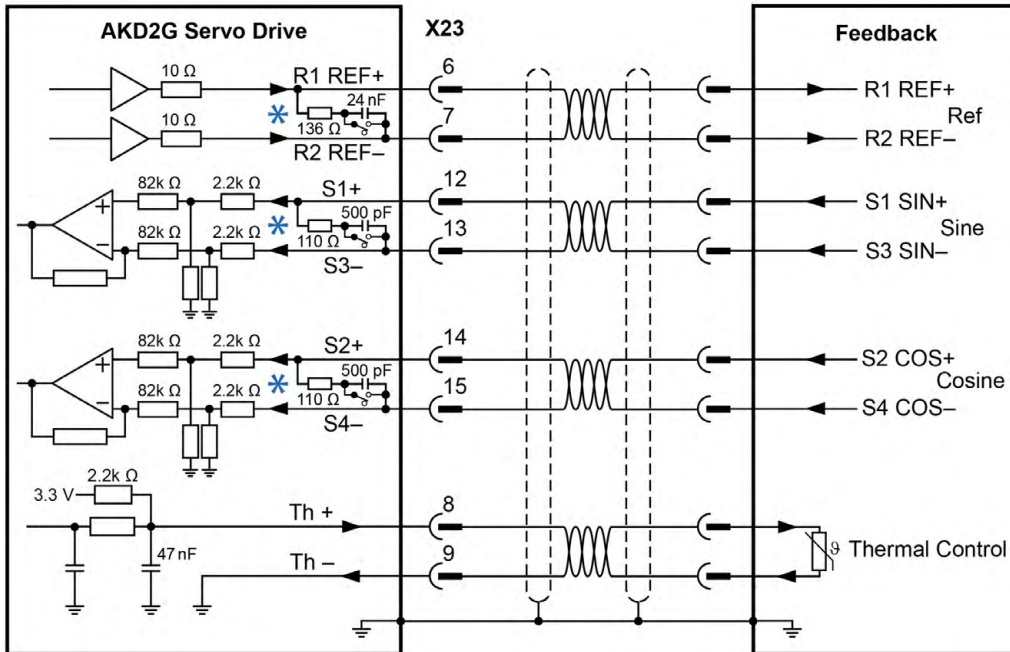 AKD2G Servo Drive
X23
Feedback
10 Ω
R1 REF+
6
R1 REF+
24 nF
Ref
*
136 Ω
10 Ω
7
R2 REF–
R2 REF–
82k Ω
2.2k Ω
S1+
12
S1 SIN+
500 pF
Sine
*
110 Ω
82k Ω
2.2k Ω
13
S3–
S3 SIN–
82k Ω
2.2k Ω
S2+
14
S2 COS+
500 pF
Cosine
*
110 Ω
82k Ω
2.2k Ω
15
S4–
S4 COS–
2.2k Ω
3.3 V
Th +
8
47 nF
ϑ Thermal Control
Th –
9